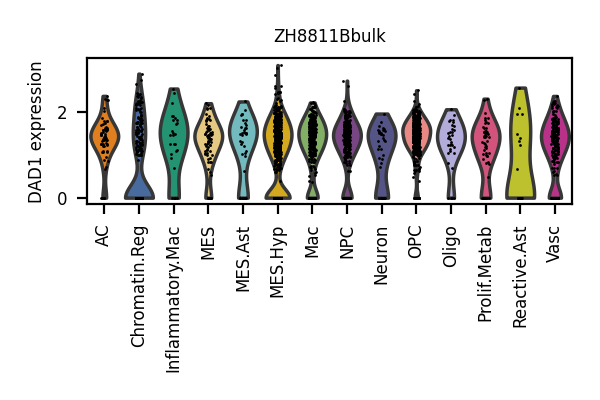 ZH8811Bbulk
DAD1 expression
2
0
AC
Chromatin.Reg
Inflammatory.Mac
MES
MES.Ast
MES.Hyp
Mac
NPC
Neuron
OPC
Oligo
Prolif.Metab
Reactive.Ast
Vasc